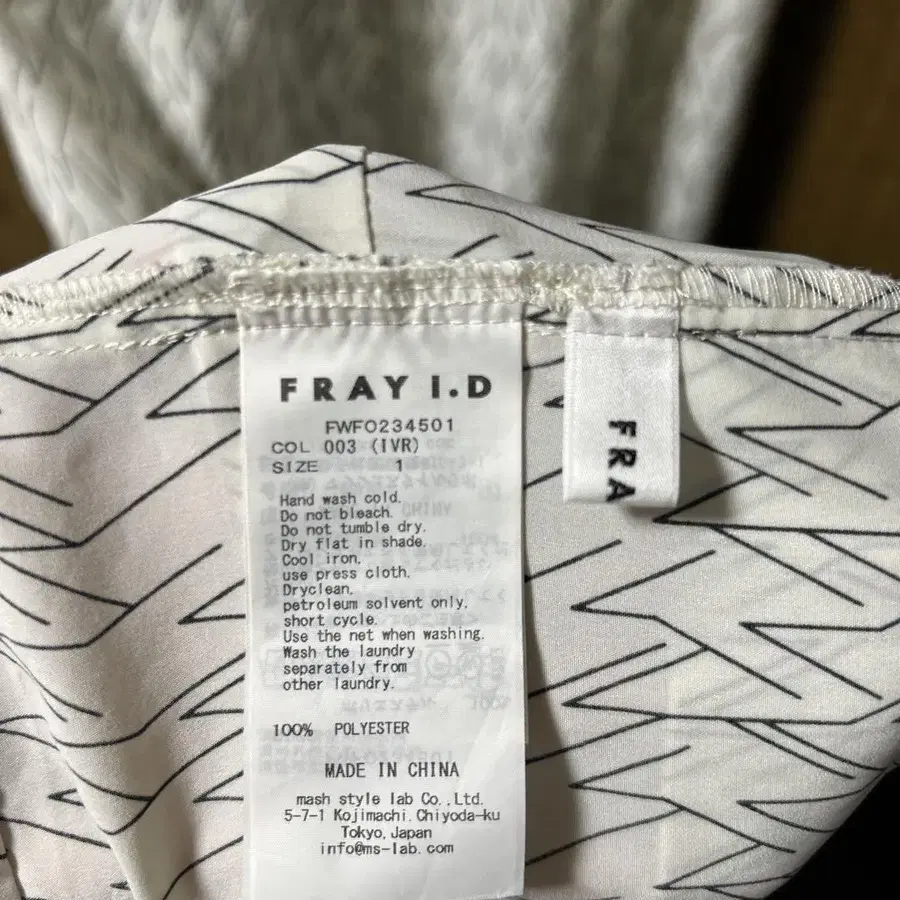 FRAY I.D
FWFO234501
COL 003 (IVR)
SIZE 1
Hand wash cold.
Do not bleach.
Do not tumble dry.
Dry flat in shade.
Cool iron,
use press cloth.
Dryclean,
petroleum solvent only.
short cycle.
Use the net when washing.
Wash the laundry
separately from
other laundry.
100% POLYESTER
MADE IN CHINA
mash style lab Co.,Ltd.
5-7-1 Kojimachi.Chiyoda-ku
Tokyo,Japan
info@ms-lab.com
FRA